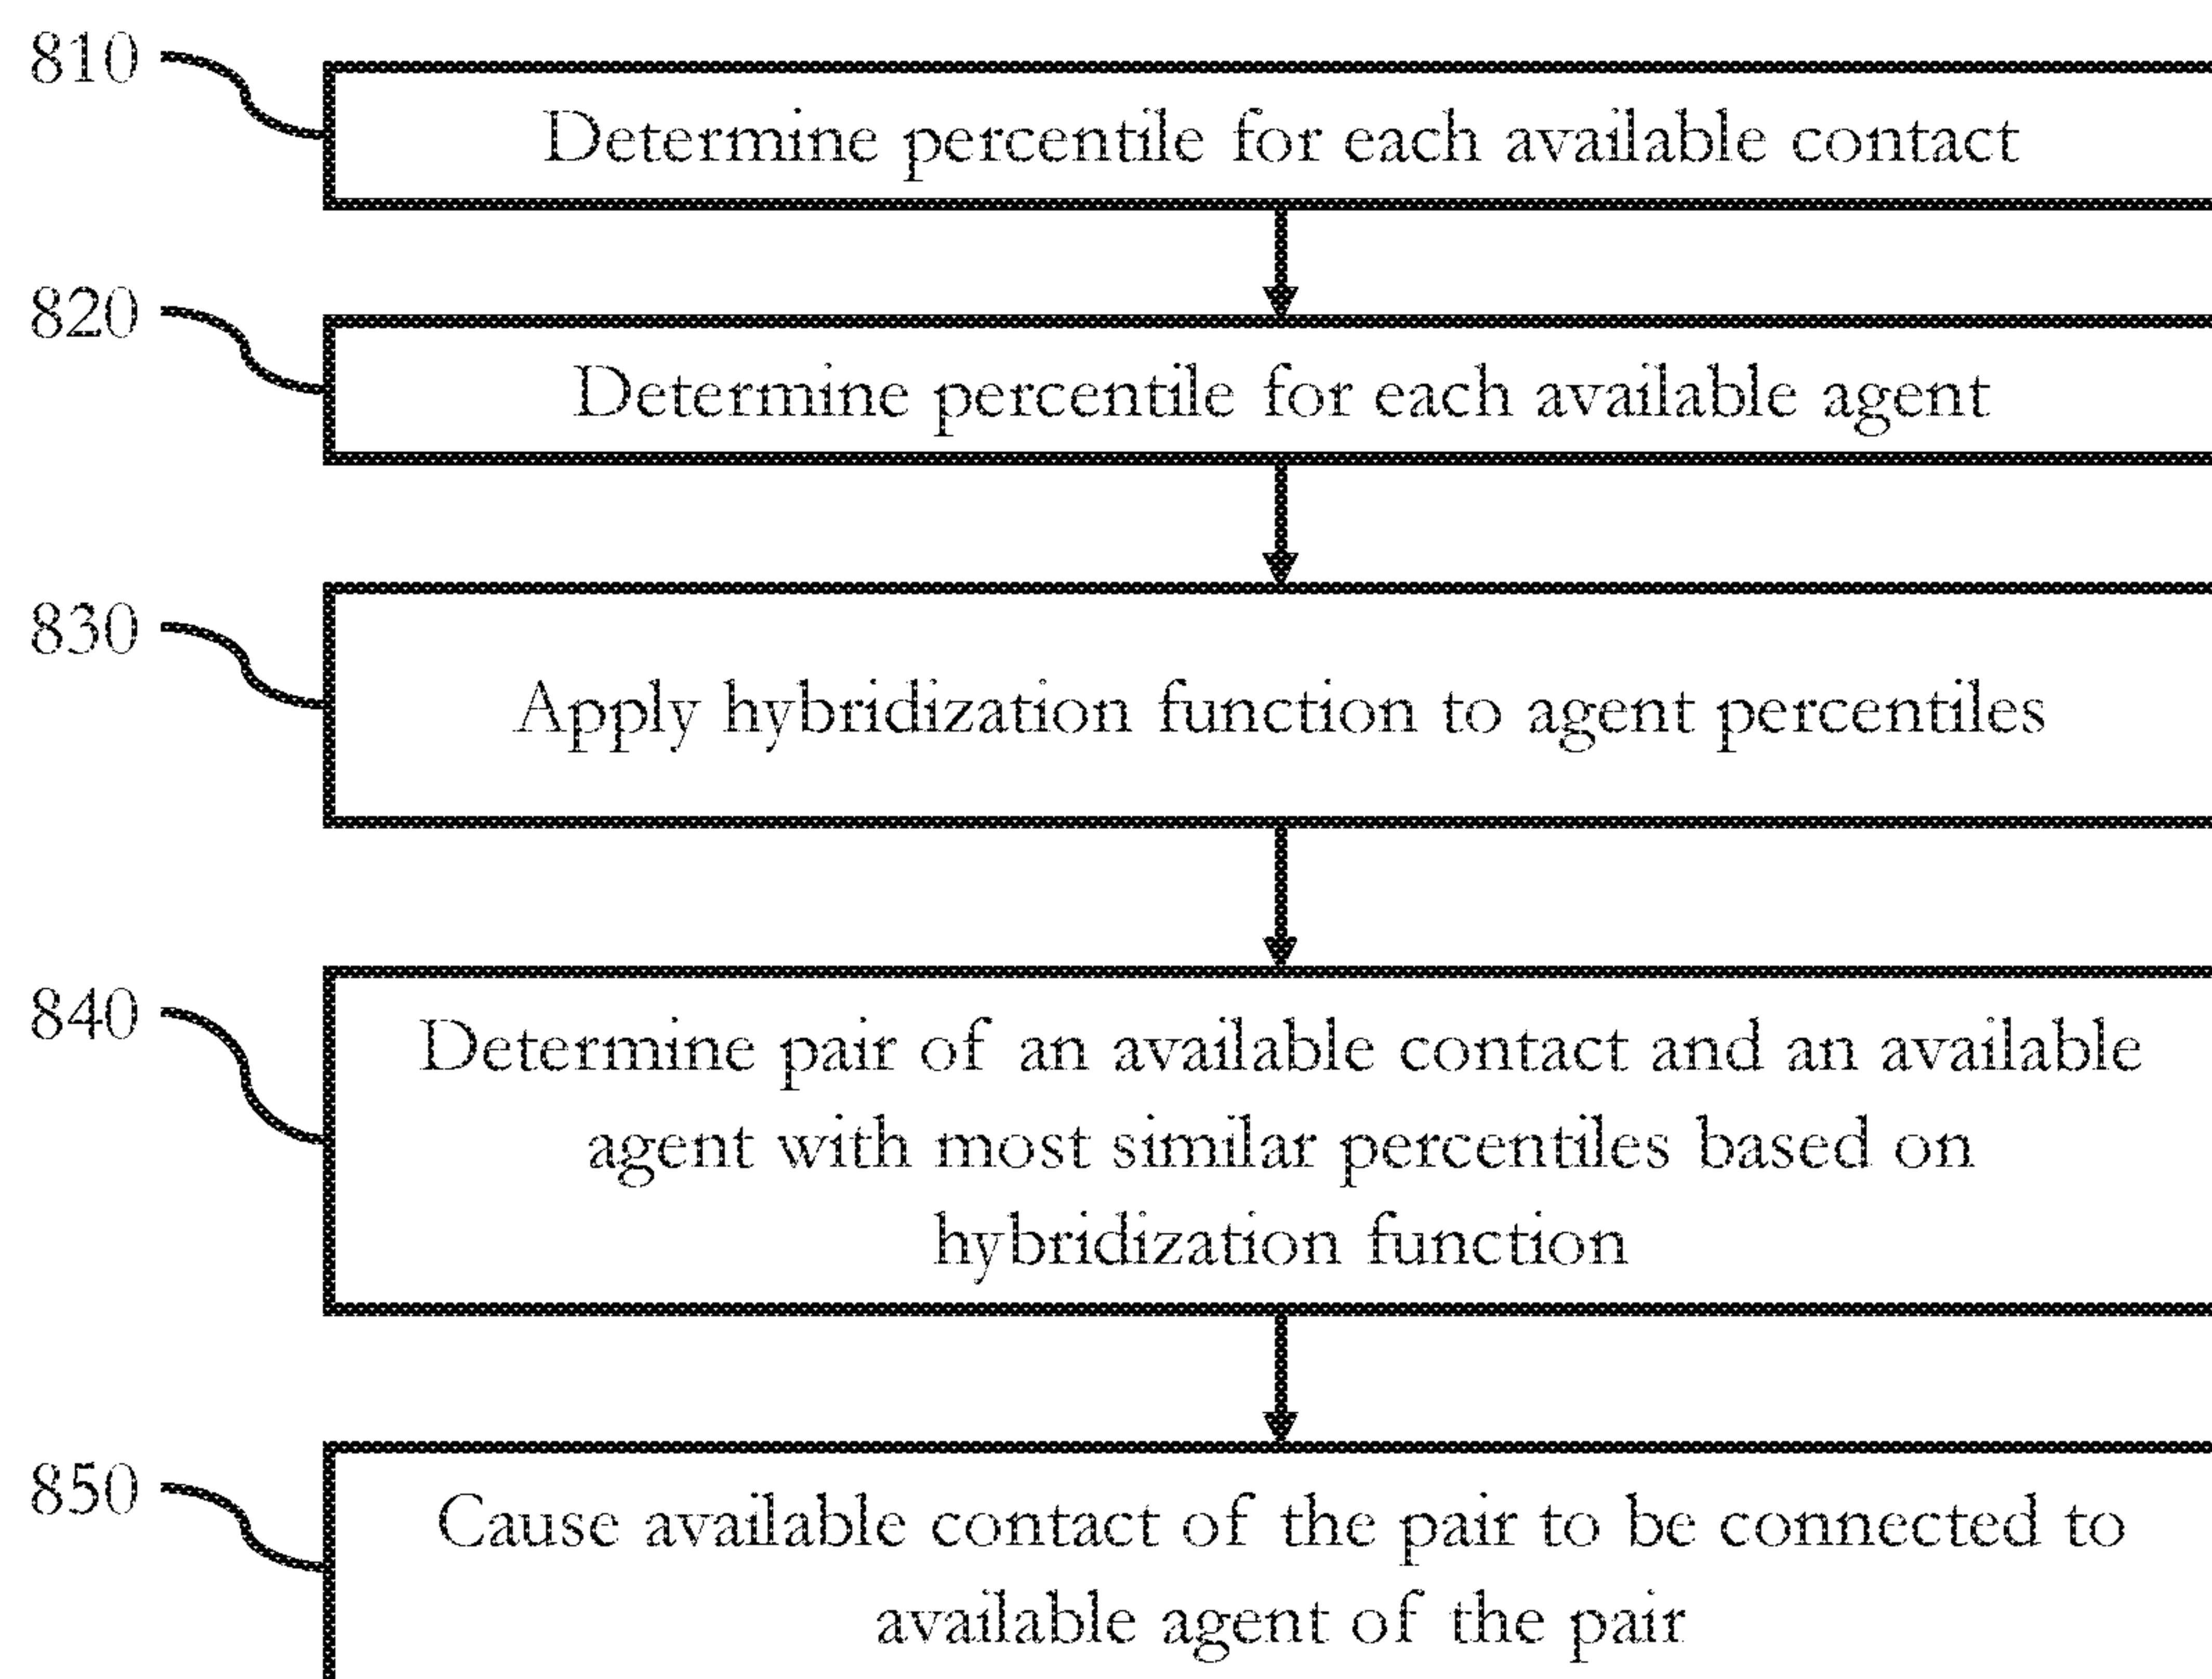 810
Determine percentile for each available contact
820
Determine percentile for each available agent
830
Apply hybridization function to agent percentiles
840
Determine pair of an available contact and an available
agent with most similar percentiles based on
hybridization function
850
Cause available contact of the pair to be connected to
available agent of the pair